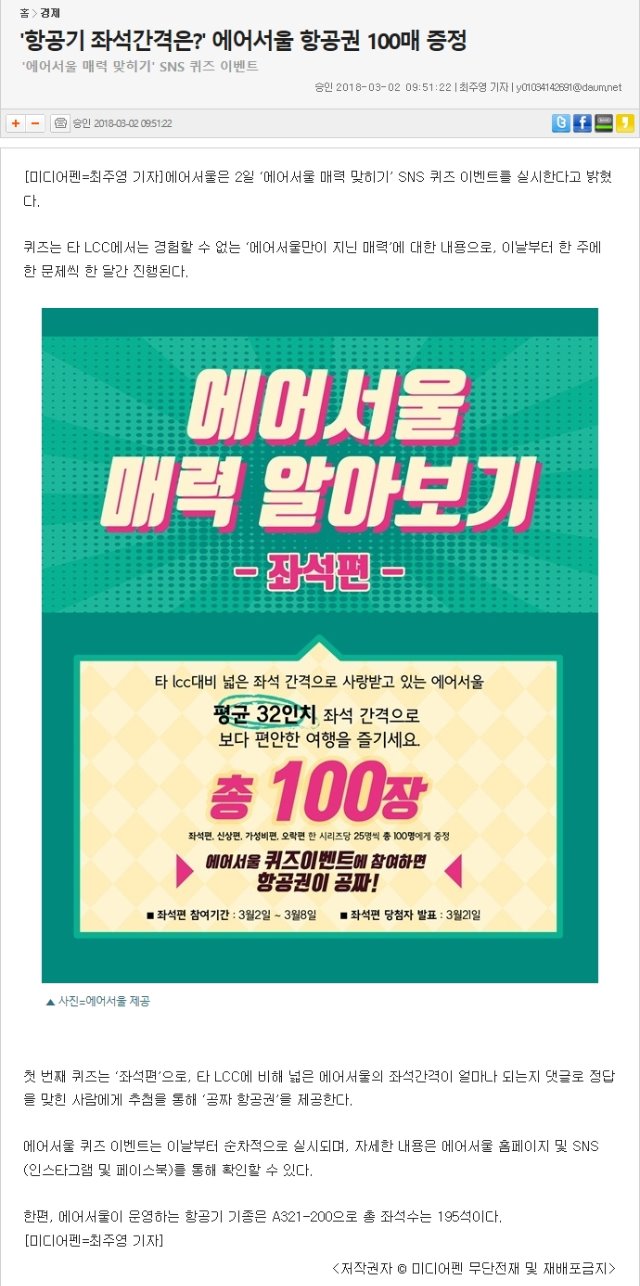 홈 > 경제
'항공기 좌석간격은?' 에어서울 항공권 100매 증정
'에어서울 매력 맞히기' SNS 퀴즈 이벤트
승인 2018-03-02 09:51:22 | 최주영 기자 | y01034142691@daum.net
승인 2018-03-02 09:51:22
[미디어펜=최주영 기자]에어서울은 2일 ‘에어서울 매력 맞히기’ SNS 퀴즈 이벤트를 실시한다고 밝혔
다.
퀴즈는 타 LCC에서는 경험할 수 없는 ‘에어서울만이 지닌 매력’에 대한 내용으로, 이날부터 한 주에
한 문제씩 한 달간 진행된다.
에어서울
매력 알아보기
- 좌석편 -
타 lcc대비 넓은 좌석 간격으로 사랑받고 있는 에어서울
평균 32인치 좌석 간격으로
보다 편안한 여행을 즐기세요.
총 100장
좌석편, 신상편, 가성비편, 오락편 한 시리즈당 25명씩 총 100명에게 증정
에어서울 퀴즈이벤트에 참여하면
항공권이 공짜!
■ 좌석편 참여기간 : 3월2일 ~ 3월8일 ■ 좌석편 당첨자 발표 : 3월21일
▲ 사진=에어서울 제공
첫 번째 퀴즈는 ‘좌석편’으로, 타 LCC에 비해 넓은 에어서울의 좌석간격이 얼마나 되는지 댓글로 정답
을 맞힌 사람에게 추첨을 통해 ‘공짜 항공권’을 제공한다.
에어서울 퀴즈 이벤트는 이날부터 순차적으로 실시되며, 자세한 내용은 에어서울 홈페이지 및 SNS
(인스타그램 및 페이스북)를 통해 확인할 수 있다.
한편, 에어서울이 운영하는 항공기 기종은 A321-200으로 총 좌석수는 195석이다.
[미디어펜=최주영 기자]
<저작권자 © 미디어펜 무단전재 및 재배포금지>